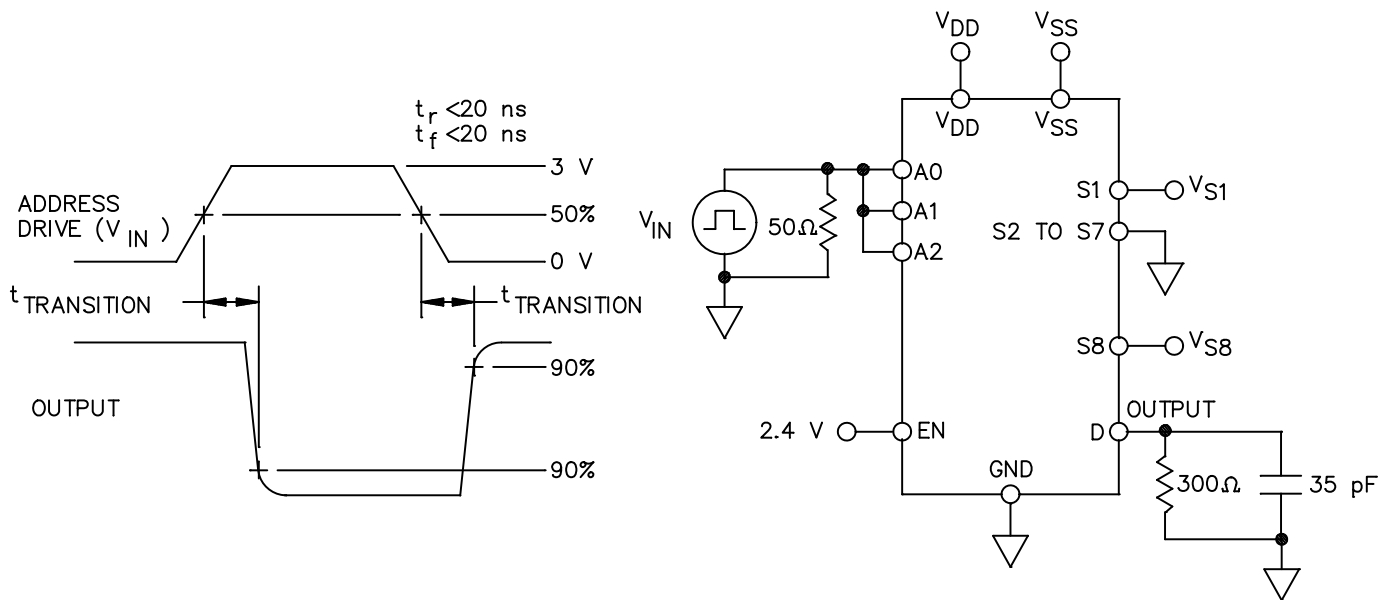 t_r <20 ns
t_f <20 ns
3 V
ADDRESS
DRIVE (V_IN)
50%
0 V
t_TRANSITION
t_TRANSITION
90%
OUTPUT
90%
V_DD
V_SS
V_DD
V_SS
A0
A1
A2
V_IN
50Ω
S1
V_S1
S2 TO S7
S8
V_S8
OUTPUT
2.4 V
EN
D
GND
300Ω
35 pF